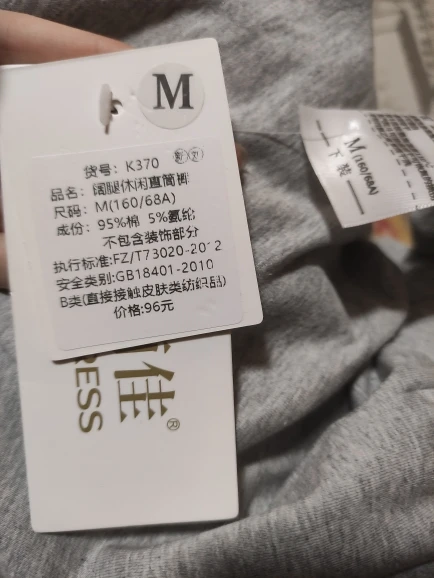 M
货号：K370
品名：阔腿休闲直筒裤
尺码：M(160/68A)
成份：95%棉 5%氨纶
不包含装饰部分
执行标准:FZ/T73020-2012
安全类别:GB18401-2010
B类(直接接触皮肤类纺织品)
价格:96元
佳®
RESS
M(160/68A)
下装